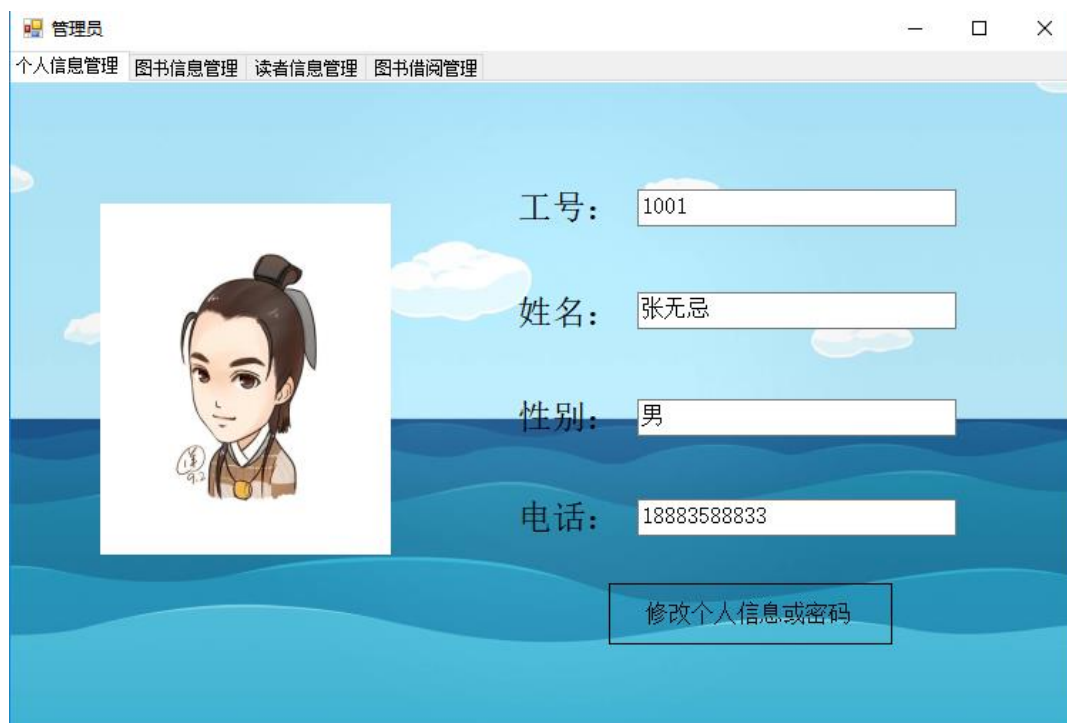 管理员
个人信息管理 图书信息管理 读者信息管理 图书借阅管理
工号： 1001
姓名： 张无忌
性别： 男
电话： 18883588833
修改个人信息或密码
9.2